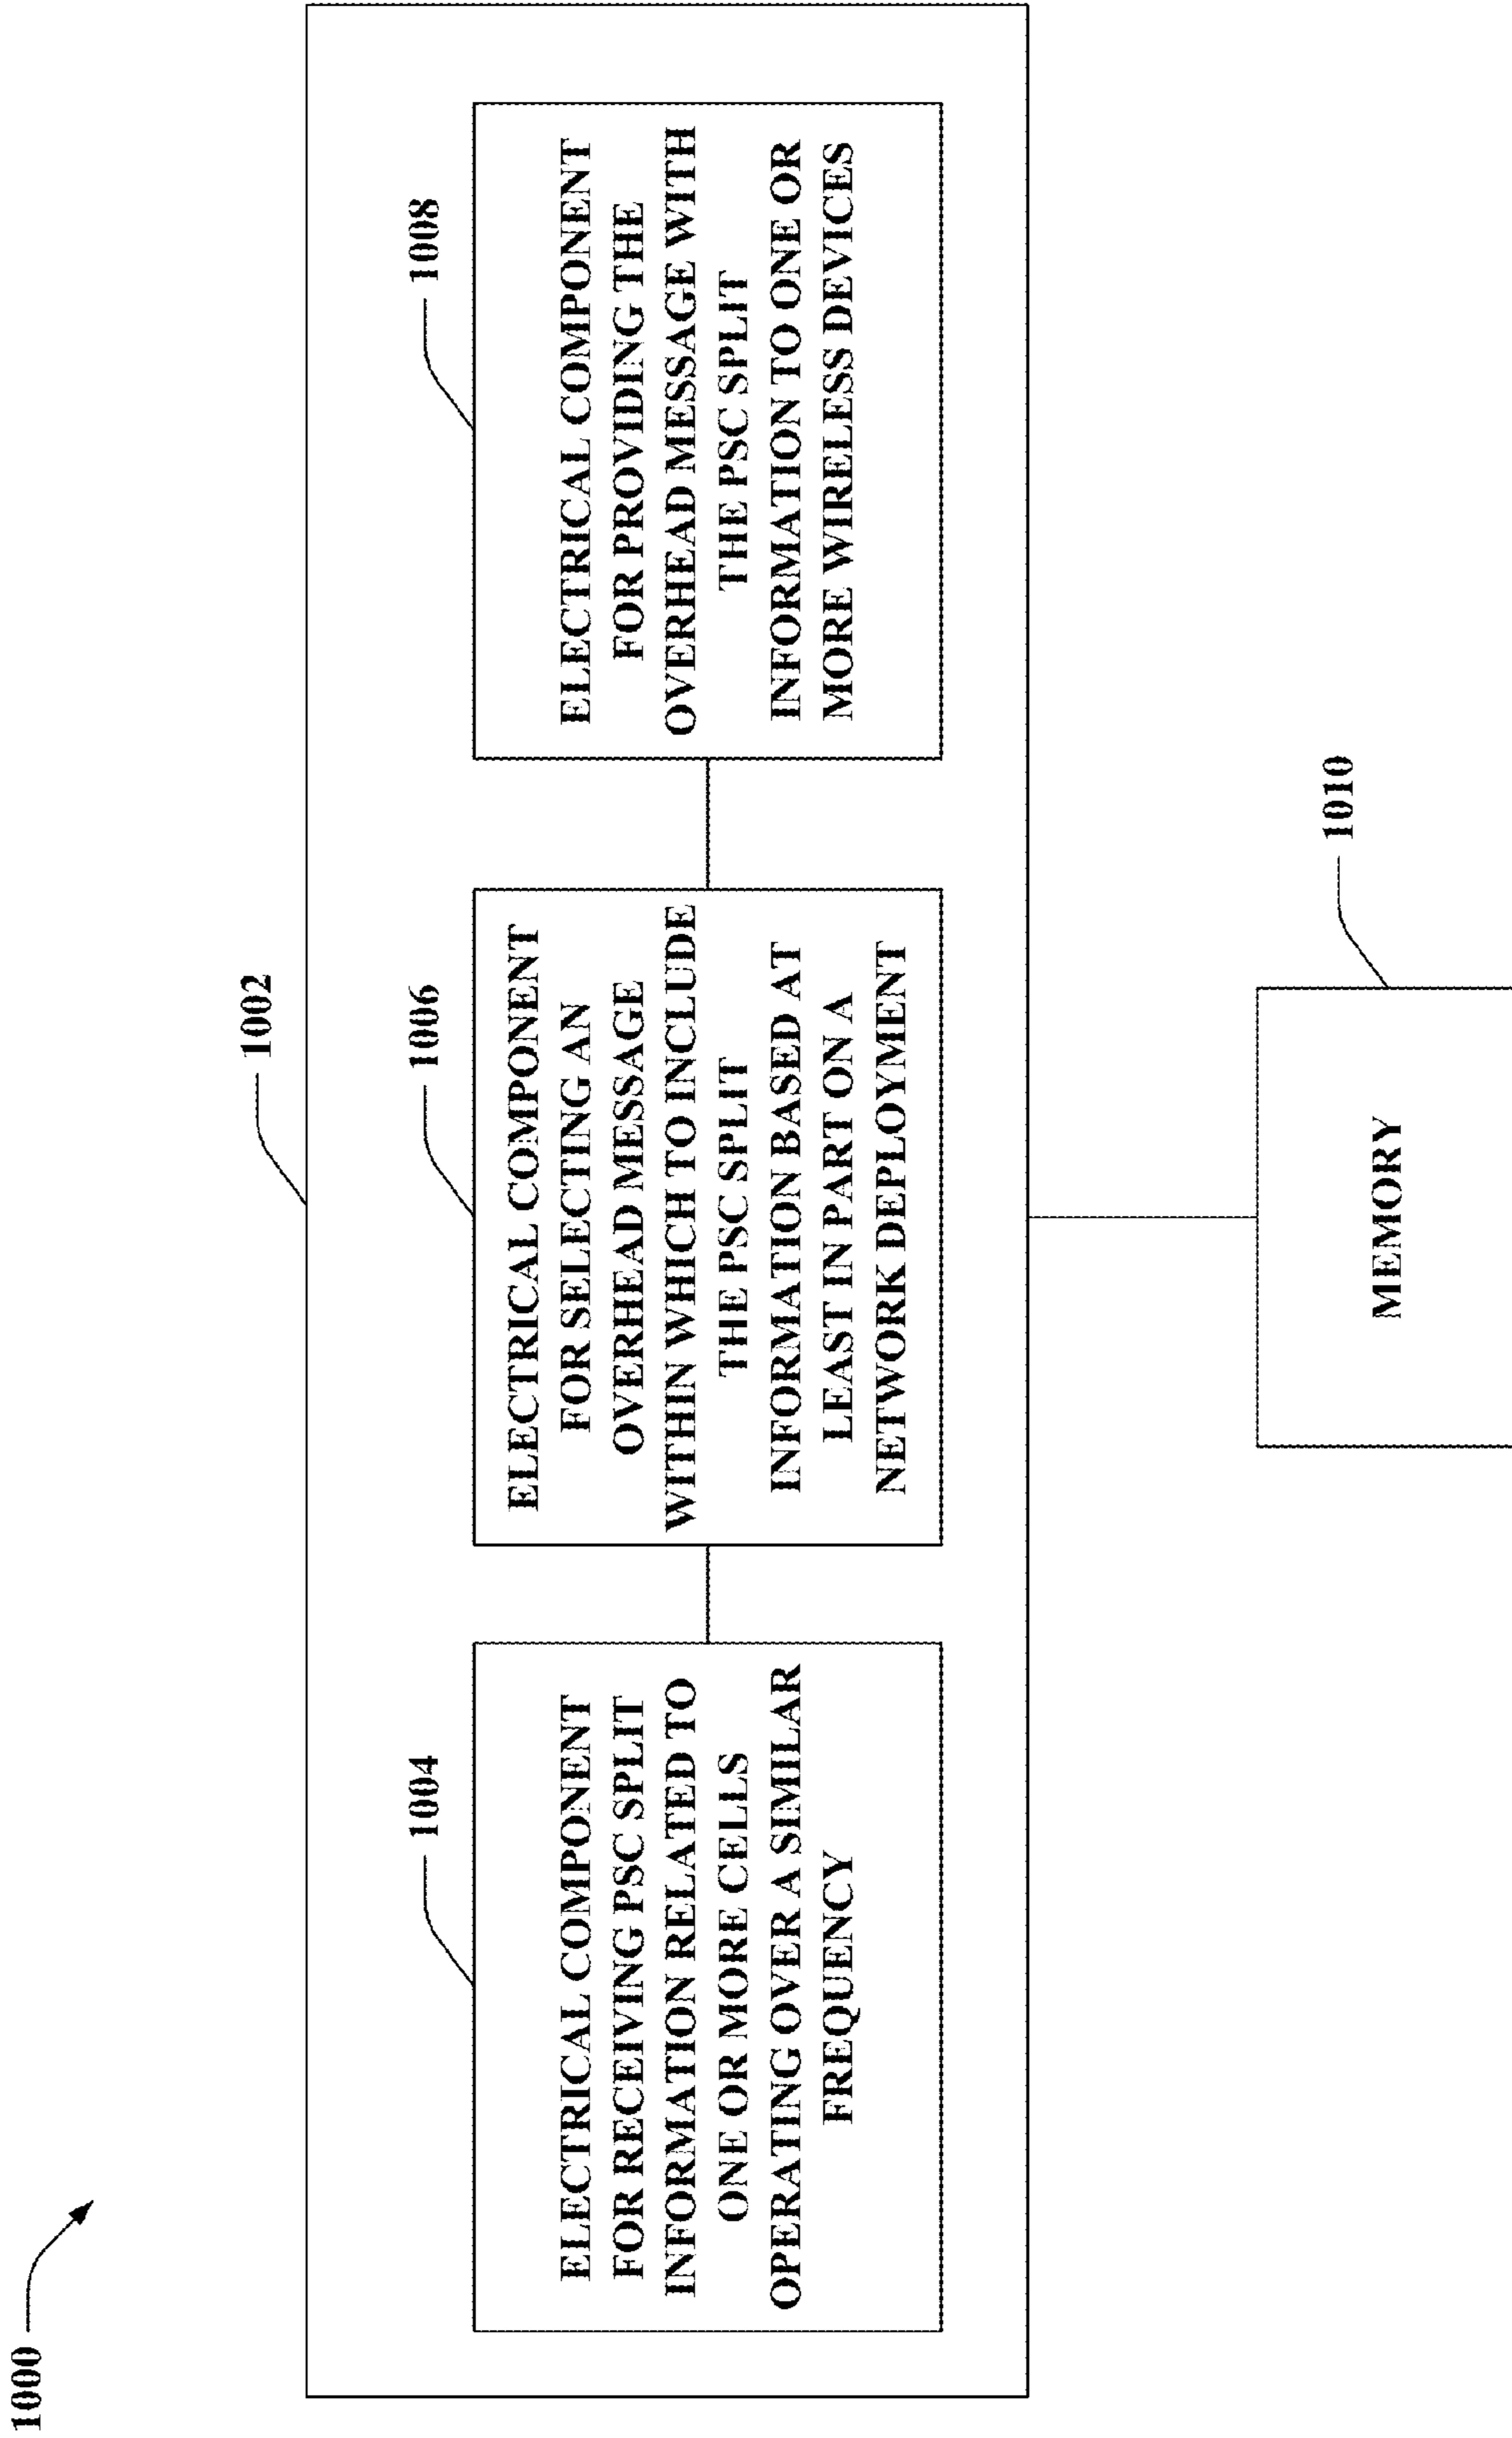 1000
1002
1004
ELECTRICAL COMPONENT
FOR RECEIVING PSC SPLIT
INFORMATION RELATED TO
ONE OR MORE CELLS
OPERATING OVER A SIMILAR
FREQUENCY
1006
ELECTRICAL COMPONENT
FOR SELECTING AN
OVERHEAD MESSAGE
WITHIN WHICH TO INCLUDE
THE PSC SPLIT
INFORMATION BASED AT
LEAST IN PART ON A
NETWORK DEPLOYMENT
1008
ELECTRICAL COMPONENT
FOR PROVIDING THE
OVERHEAD MESSAGE WITH
THE PSC SPLIT
INFORMATION TO ONE OR
MORE WIRELESS DEVICES
1010
MEMORY